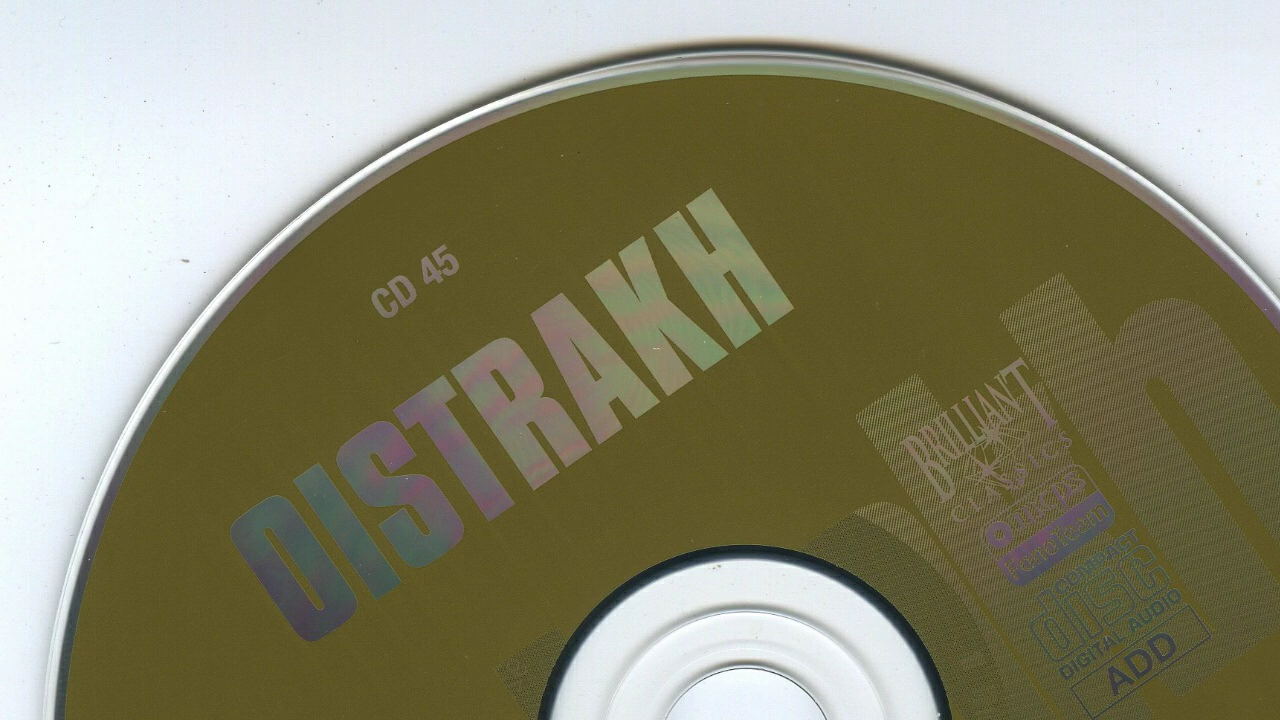 CD 45
OISTRAKH
BRILLIANT
CLASSICS
COMPACT
disc
DIGITAL AUDIO
ADD